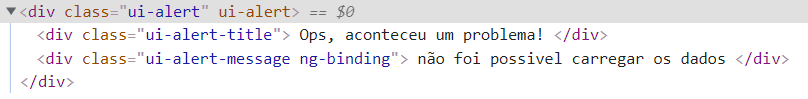 ▼<div class="ui-alert" ui-alert> == $0
<div class="ui-alert-title"> Ops, aconteceu um problema! </div>
<div class="ui-alert-message ng-binding"> não foi possivel carregar os dados </div>
</div>